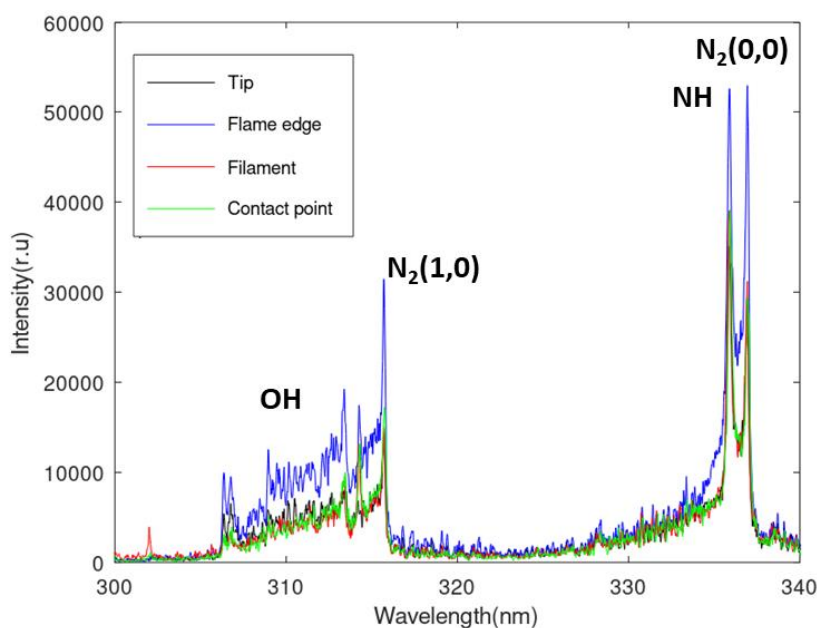 60000
50000
40000
30000
20000
10000
0
Intensity(r.u)
Tip
Flame edge
Filament
Contact point
OH
N₂(1,0)
NH
N₂(0,0)
300 310 320 330 340
Wavelength(nm)